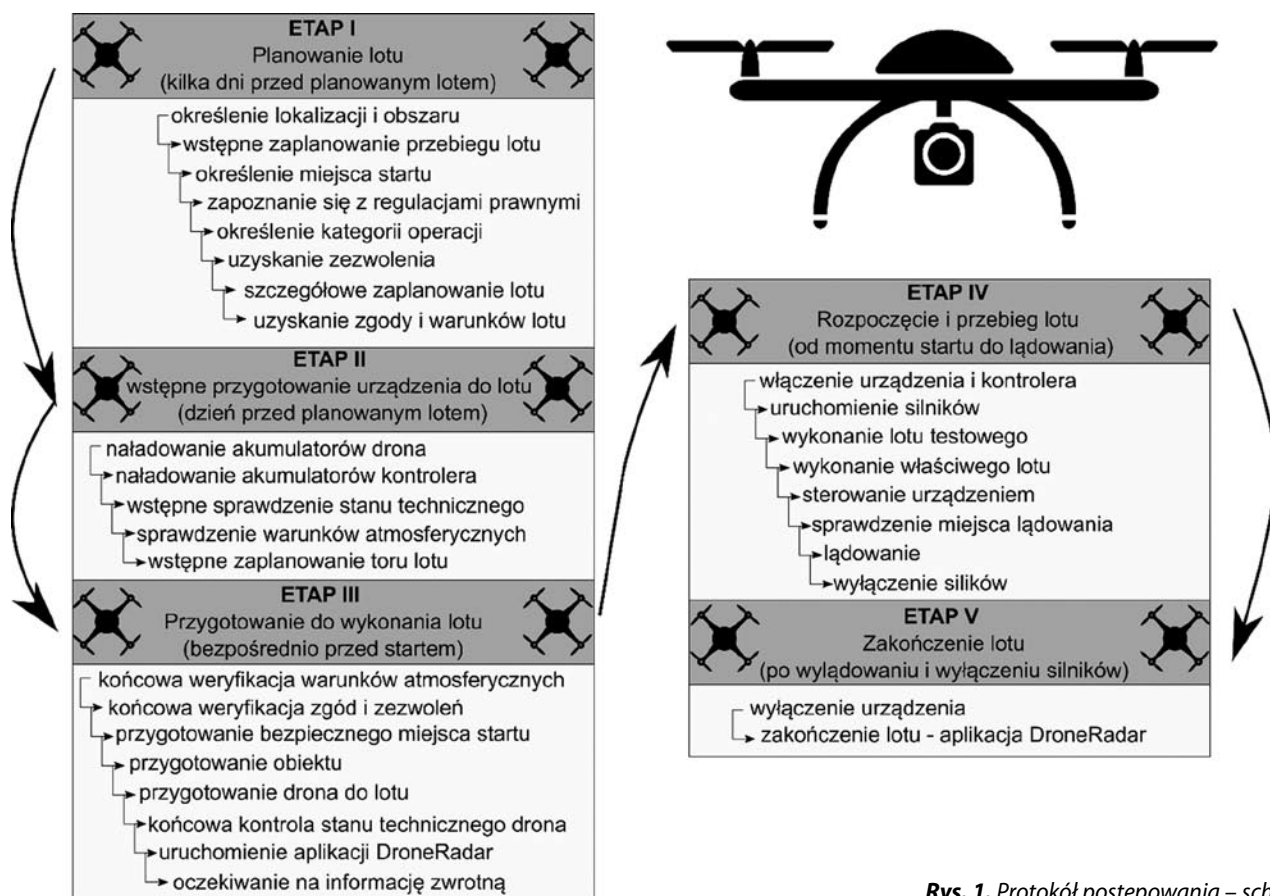 ETAP I
Planowanie lotu
(kilka dni przed planowanym lotem)
określenie lokalizacji i obszaru
wstępne zaplanowanie przebiegu lotu
określenie miejsca startu
zapoznanie się z regulacjami prawnymi
określenie kategorii operacji
uzyskanie zezwolenia
szczegółowe zaplanowanie lotu
uzyskanie zgody i warunków lotu
ETAP II
wstępne przygotowanie urządzenia do lotu
(dzień przed planowanym lotem)
naładowanie akumulatorów drona
naładowanie akumulatorów kontrolera
wstępne sprawdzenie stanu technicznego
sprawdzenie warunków atmosferycznych
wstępne zaplanowanie toru lotu
ETAP III
Przygotowanie do wykonania lotu
(bezpośrednio przed startem)
końcowa weryfikacja warunków atmosferycznych
końcowa weryfikacja zgód i zezwoleń
przygotowanie bezpiecznego miejsca startu
przygotowanie obiektu
przygotowanie drona do lotu
końcowa kontrola stanu technicznego drona
uruchomienie aplikacji DroneRadar
oczekiwanie na informację zwrotną
ETAP IV
Rozpoczęcie i przebieg lotu
(od momentu startu do lądowania)
włączenie urządzenia i kontrolera
uruchomienie silników
wykonanie lotu testowego
wykonanie właściwego lotu
sterowanie urządzeniem
sprawdzenie miejsca lądowania
lądowanie
wyłączenie silików
ETAP V
Zakończenie lotu
(po wylądowaniu i wyłączeniu silników)
wyłączenie urządzenia
zakończenie lotu - aplikacja DroneRadar
Rys. 1. Protokół postępowania – sch